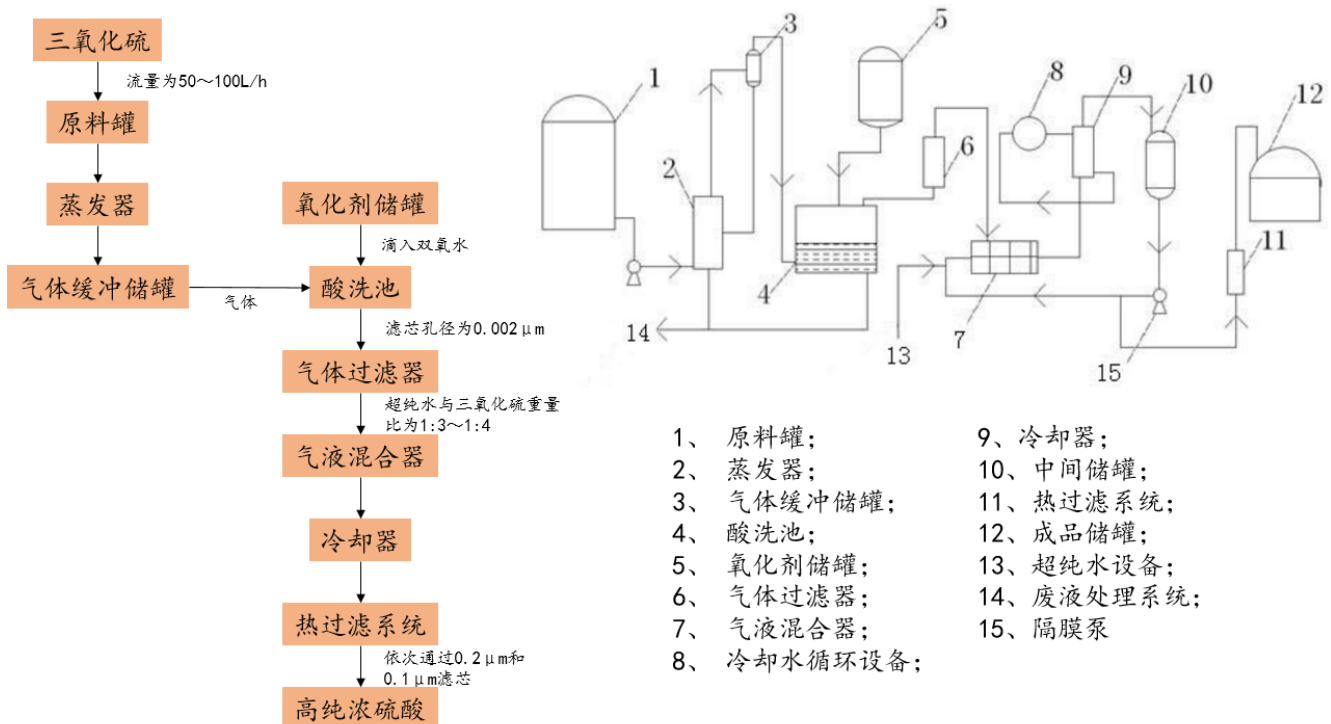 三氧化硫
流量为50～100L/h
原料罐
蒸发器
气体缓冲储罐
气体
氧化剂储罐
滴入双氧水
酸洗池
滤芯孔径为0.002μm
气体过滤器
超纯水与三氧化硫重量
比为1:3～1:4
气液混合器
冷却器
热过滤系统
依次通过0.2μm和
0.1μm滤芯
高纯浓硫酸
1
2
3
4
5
6
7
8
9
10
11
12
13
14
15
1、 原料罐；
2、 蒸发器；
3、 气体缓冲储罐；
4、 酸洗池；
5、 氧化剂储罐；
6、 气体过滤器；
7、 气液混合器；
8、 冷却水循环设备；
9、冷却器；
10、中间储罐；
11、热过滤系统；
12、成品储罐；
13、超纯水设备；
14、废液处理系统；
15、隔膜泵